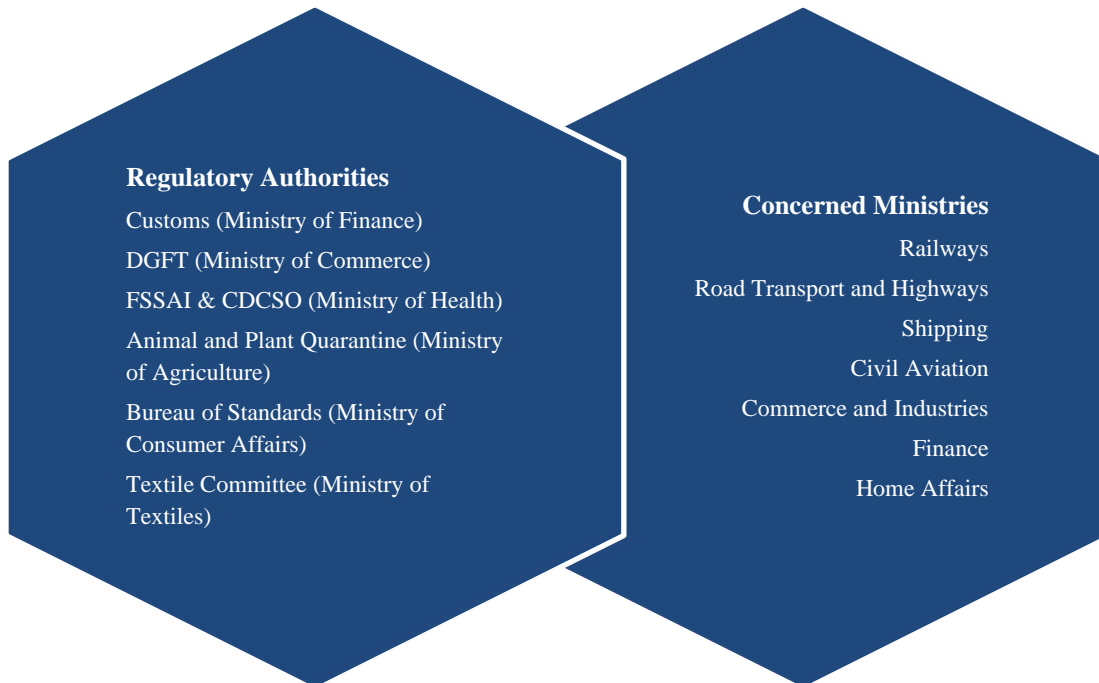 Regulatory Authorities
Customs (Ministry of Finance)
DGFT (Ministry of Commerce)
FSSAI & CDCSO (Ministry of Health)
Animal and Plant Quarantine (Ministry
of Agriculture)
Bureau of Standards (Ministry of
Consumer Affairs)
Textile Committee (Ministry of
Textiles)
Concerned Ministries
Railways
Road Transport and Highways
Shipping
Civil Aviation
Commerce and Industries
Finance
Home Affairs